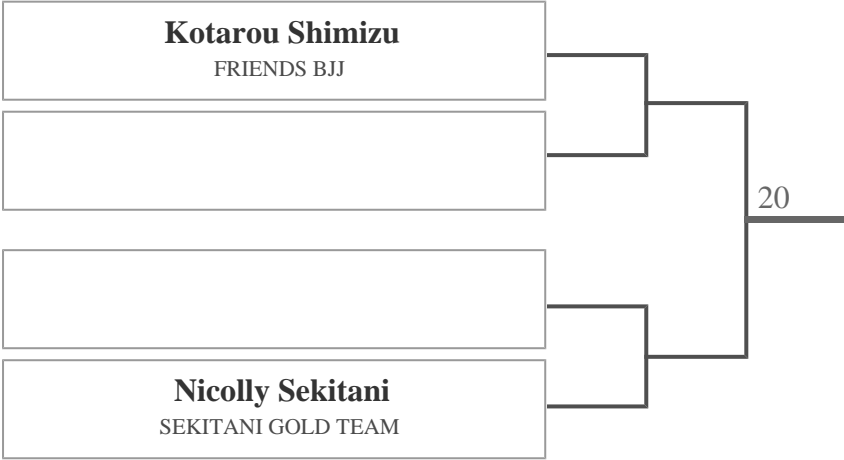 Kotarou Shimizu
FRIENDS BJJ
20
Nicolly Sekitani
SEKITANI GOLD TEAM